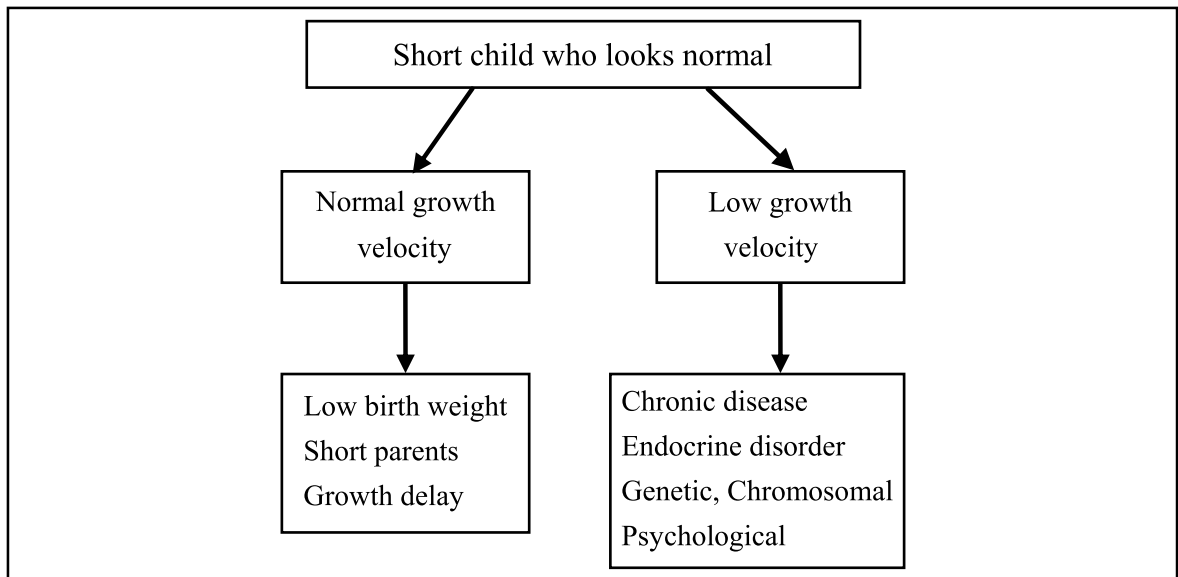 Short child who looks normal
Normal growth
velocity
Low growth
velocity
Low birth weight
Short parents
Growth delay
Chronic disease
Endocrine disorder
Genetic, Chromosomal
Psychological